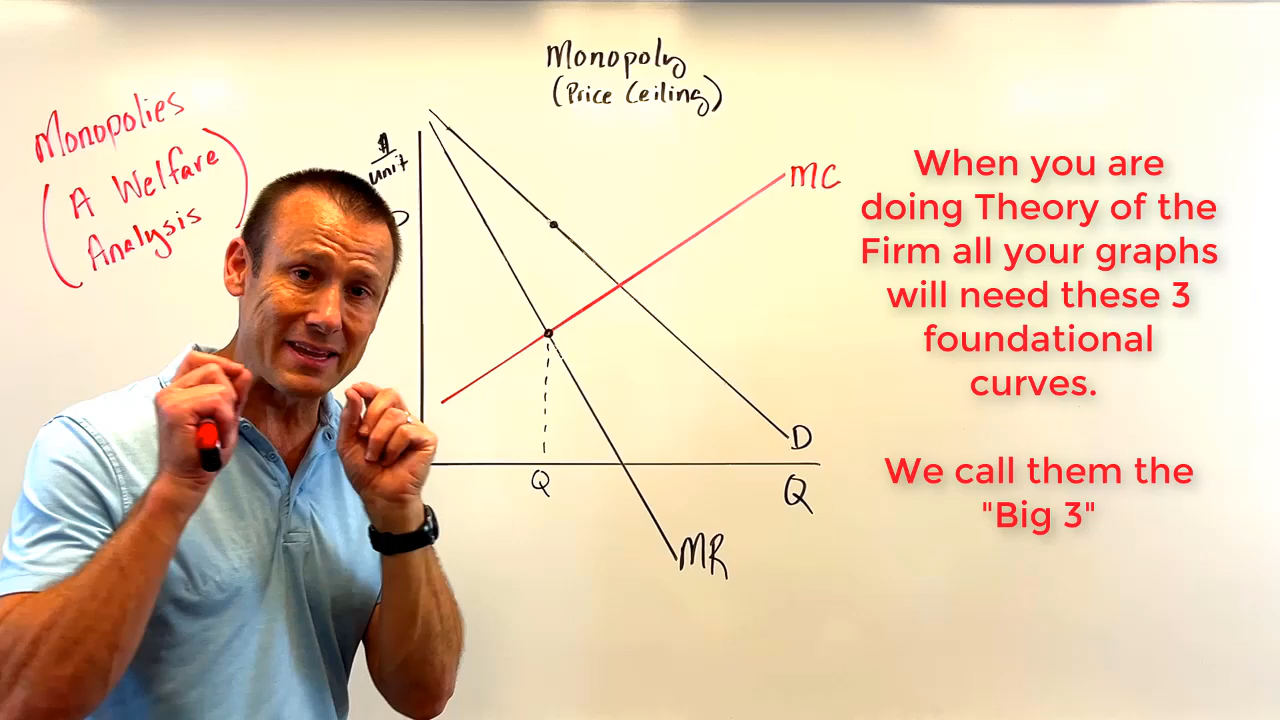 Monopoly
(Price Ceiling)
Monopolies
(A Welfare
Analysis)
$
unit
MC
D
Q
Q
MR
When you are
doing Theory of the
Firm all your graphs
will need these 3
foundational
curves.
We call them the
"Big 3"